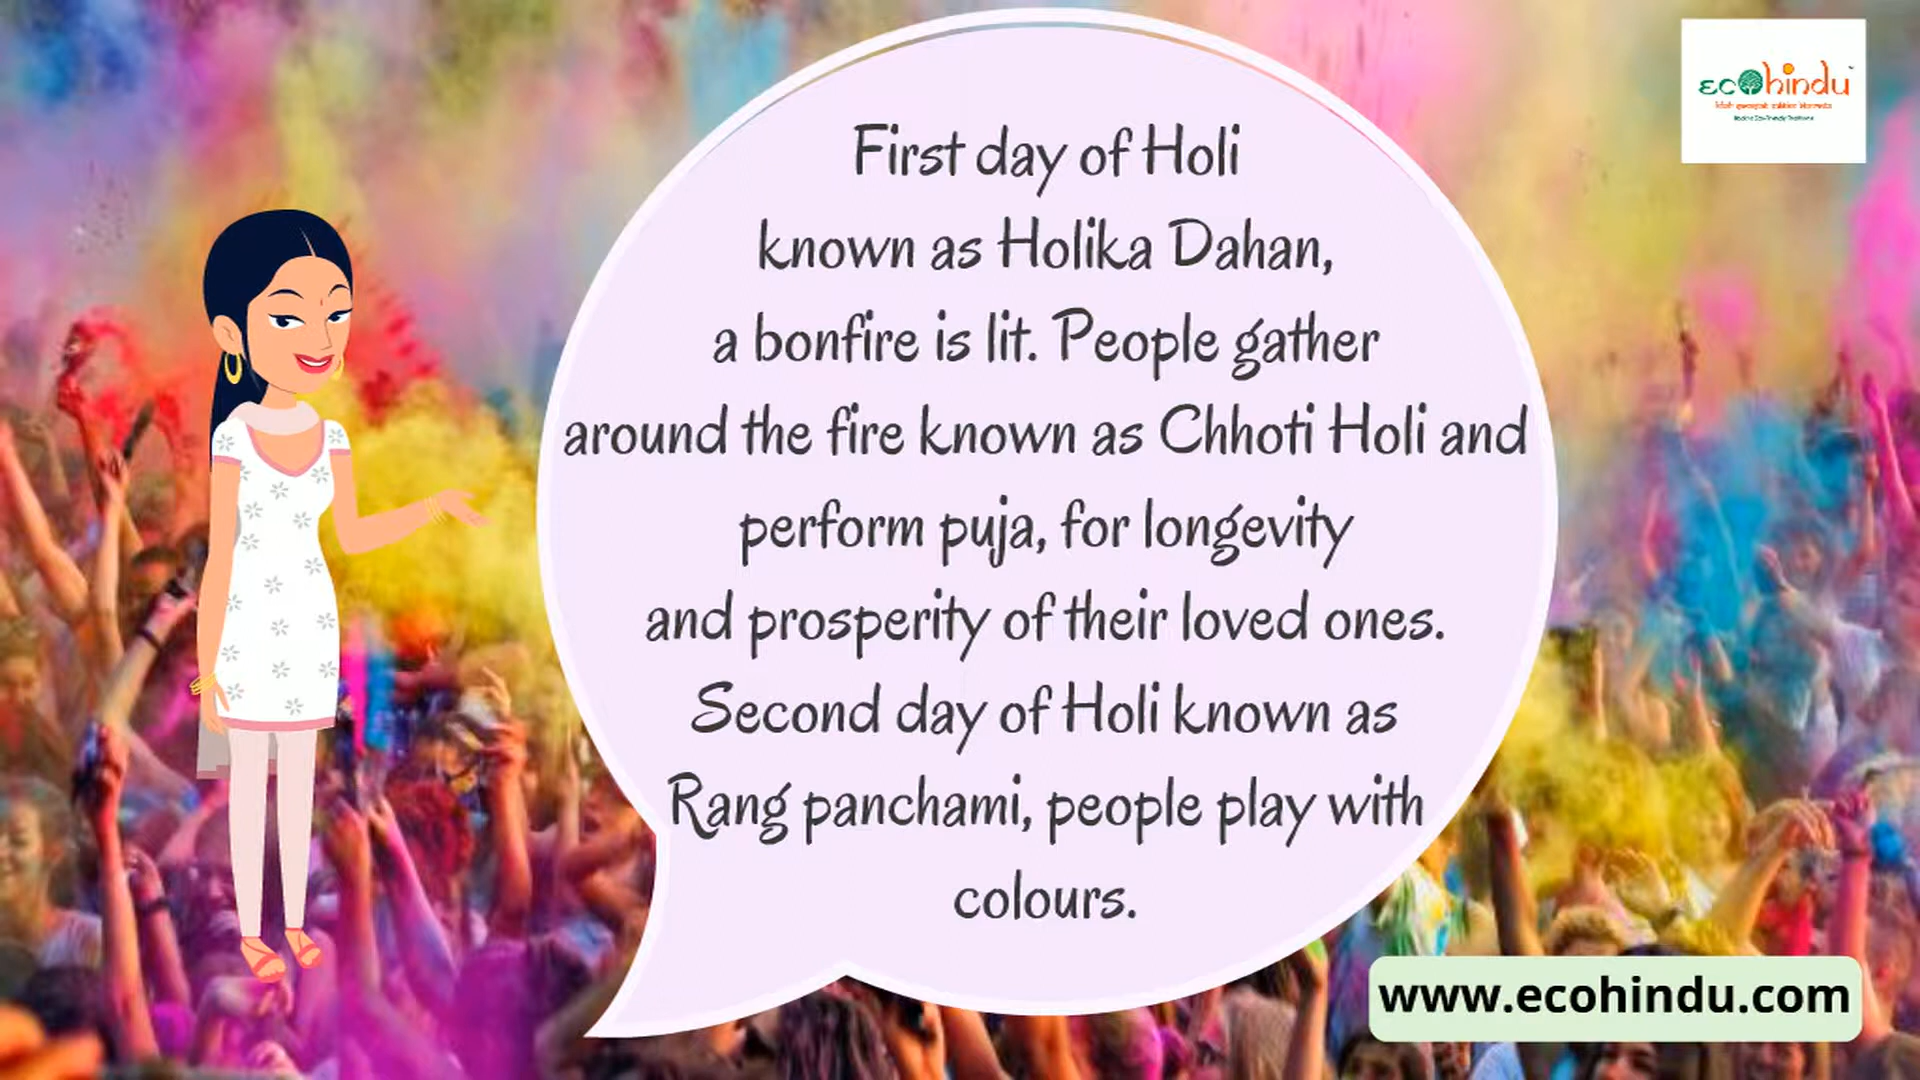 ecohindu
First day of Holi
known as Holika Dahan,
a bonfire is lit. People gather
around the fire known as Chhoti Holi and
perform puja, for longevity
and prosperity of their loved ones.
Second day of Holi known as
Rang panchami, people play with
colours.
www.ecohindu.com